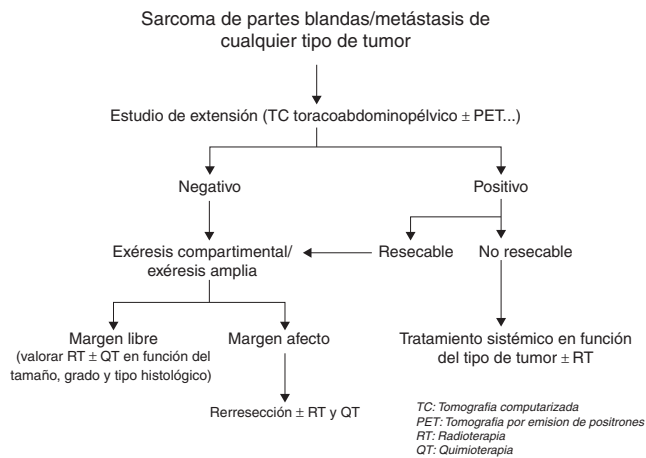 Sarcoma de partes blandas/metástasis de
cualquier tipo de tumor
Estudio de extensión (TC toracoabdominopélvico ± PET...)
Negativo
Positivo
Exéresis compartimental/
exéresis amplia
Resecable
No resecable
Margen libre
(valorar RT ± QT en función del
tamaño, grado y tipo histológico)
Margen afecto
Tratamiento sistémico en función
del tipo de tumor ± RT
Rerresección ± RT y QT
TC: Tomografia computarizada
PET: Tomografia por emision de positrones
RT: Radioterapia
QT: Quimioterapia